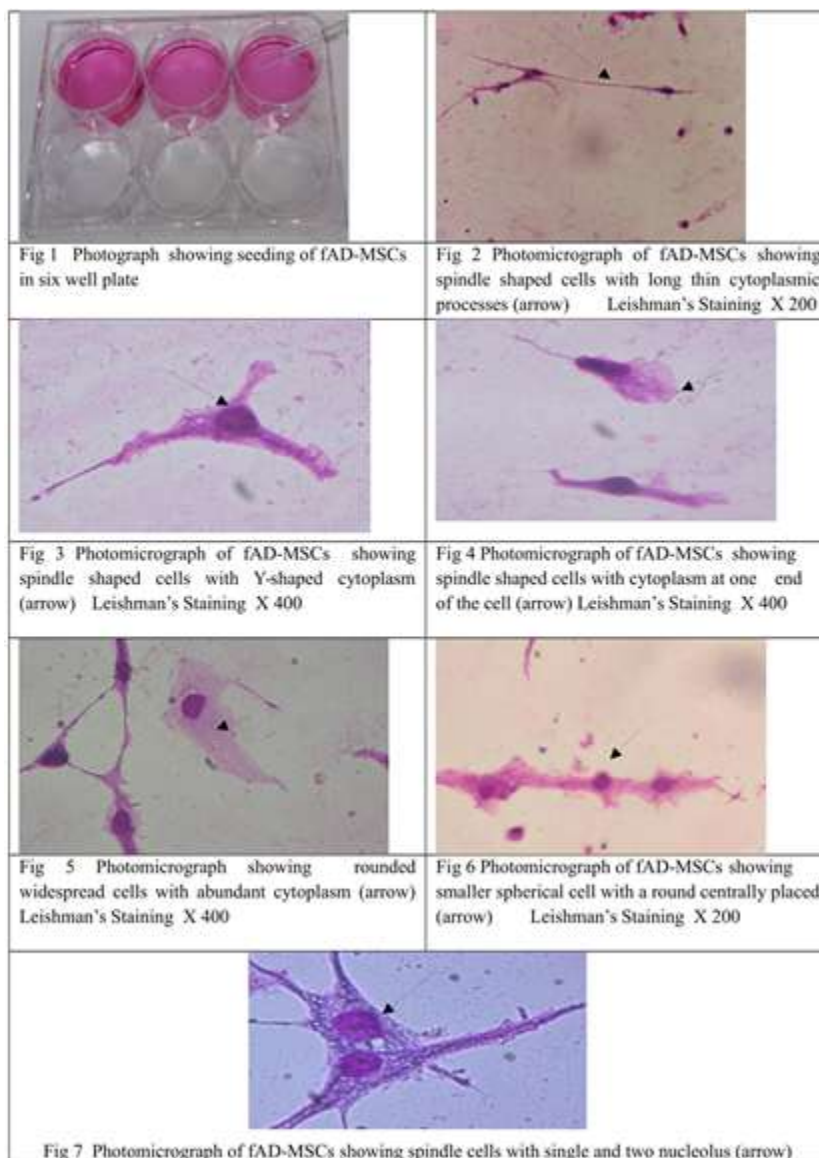 Fig 1 Photograph showing seeding of fAD-MSCs
in six well plate
Fig 2 Photomicrograph of fAD-MSCs showing
spindle shaped cells with long thin cytoplasmic
processes (arrow) Leishman's Staining X 200
Fig 3 Photomicrograph of fAD-MSCs showing
spindle shaped cells with Y-shaped cytoplasm
(arrow) Leishman's Staining X 400
Fig 4 Photomicrograph of fAD-MSCs showing
spindle shaped cells with cytoplasm at one end
of the cell (arrow) Leishman's Staining X 400
Fig 5 Photomicrograph showing rounded
widespread cells with abundant cytoplasm (arrow)
Leishman's Staining X 400
Fig 6 Photomicrograph of fAD-MSCs showing
smaller spherical cell with a round centrally placed
(arrow) Leishman's Staining X 200
Fig 7 Photomicrograph of fAD-MSCs showing spindle cells with single and two nucleolus (arrow)